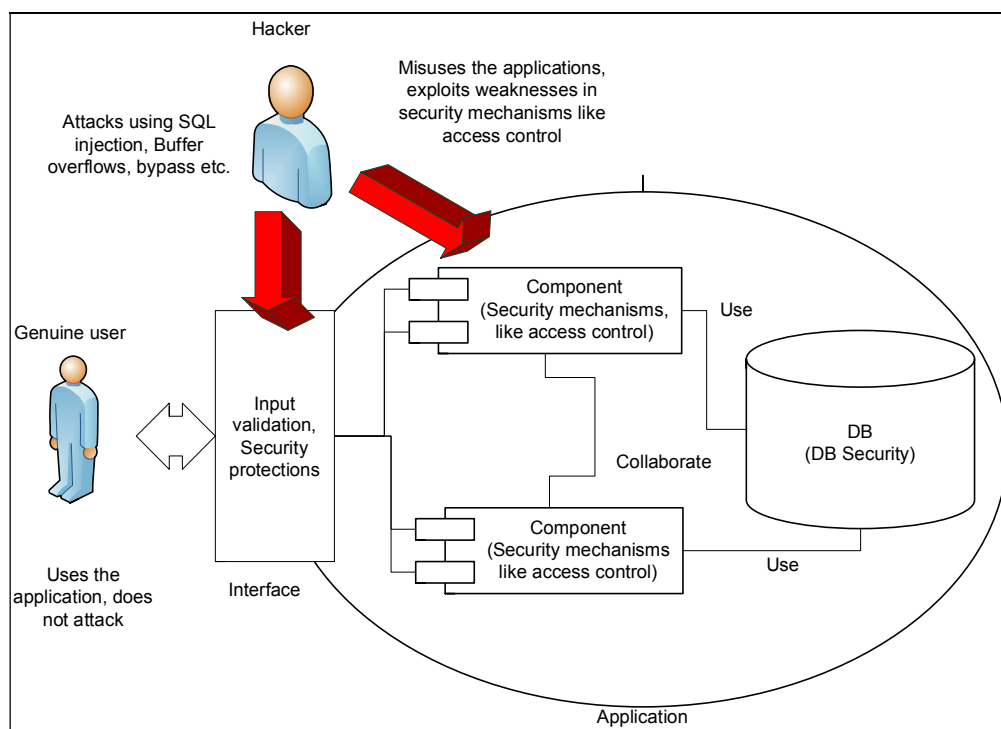 Hacker
Misuses the applications,
exploits weaknesses in
security mechanisms like
access control
Attacks using SQL
injection, Buffer
overflows, bypass etc.
Component
(Security mechanisms,
like access control)
Use
Genuine user
Input
validation,
Security
protections
DB
(DB Security)
Collaborate
Component
(Security mechanisms
like access control)
Use
Uses the
application, does
not attack
Interface
Application